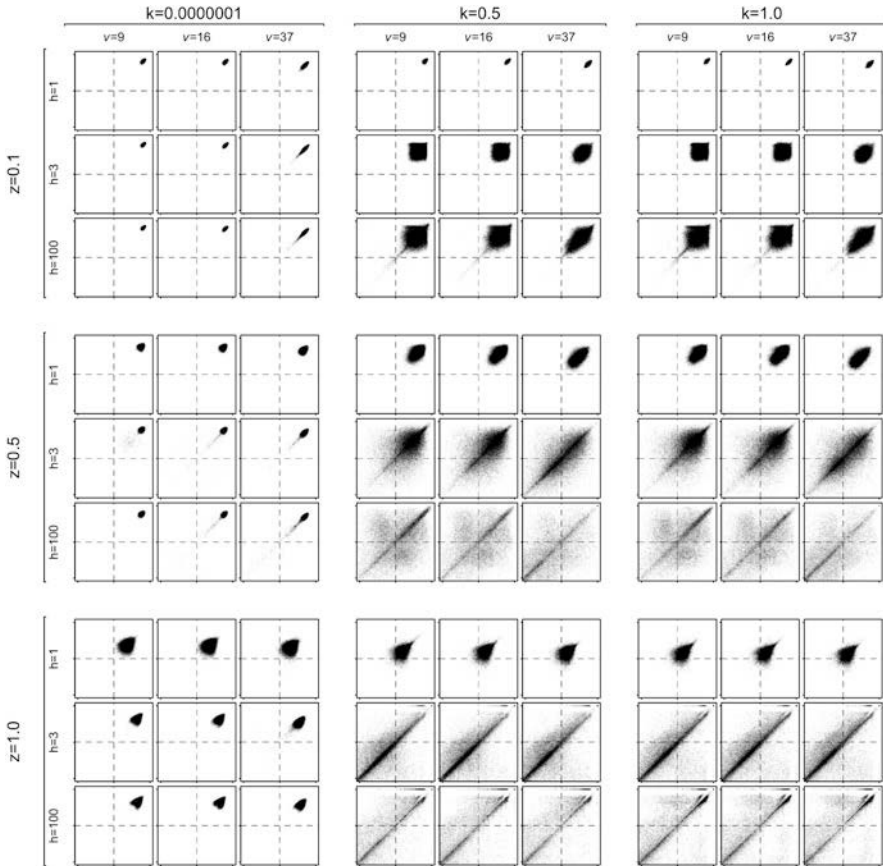 k=0.0000001 k=0.5 k=1.0
v=9 v=16 v=37 v=9 v=16 v=37 v=9 v=16 v=37
z=0.1
h=1
h=3
h=100
z=0.5
h=1
h=3
h=100
z=1.0
h=1
h=3
h=100